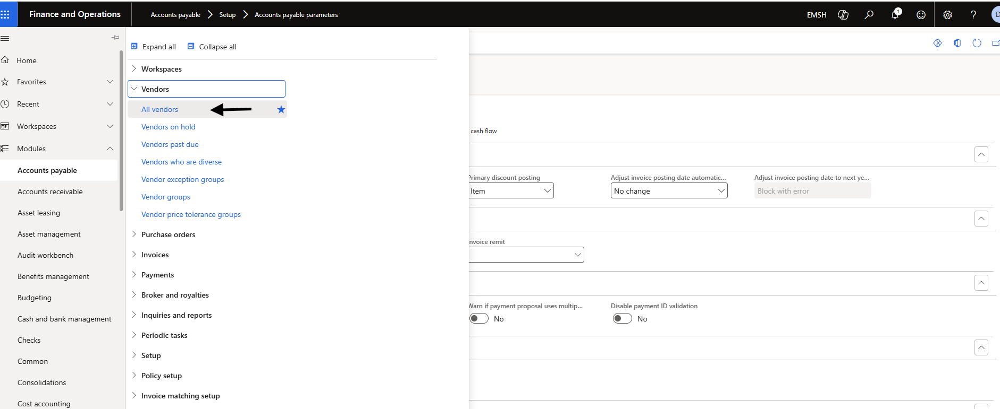 Finance and Operations
Accounts payable > Setup > Accounts payable parameters
EMSH
1
?
D
Expand all
Collapse all
Home
Favorites
Recent
Workspaces
Modules
Accounts payable
Accounts receivable
Asset leasing
Asset management
Audit workbench
Benefits management
Budgeting
Cash and bank management
Checks
Common
Consolidations
Cost accounting
Workspaces
Vendors
All vendors
Vendors on hold
Vendors past due
Vendors who are diverse
Vendor exception groups
Vendor groups
Vendor price tolerance groups
Purchase orders
Invoices
Payments
Broker and royalties
Inquiries and reports
Periodic tasks
Setup
Policy setup
Invoice matching setup
cash flow
Primary discount posting
Item
Adjust invoice posting date automatic...
No change
Adjust invoice posting date to next ye...
Block with error
nvoice remit
Warn if payment proposal uses multip...
No
Disable payment ID validation
No